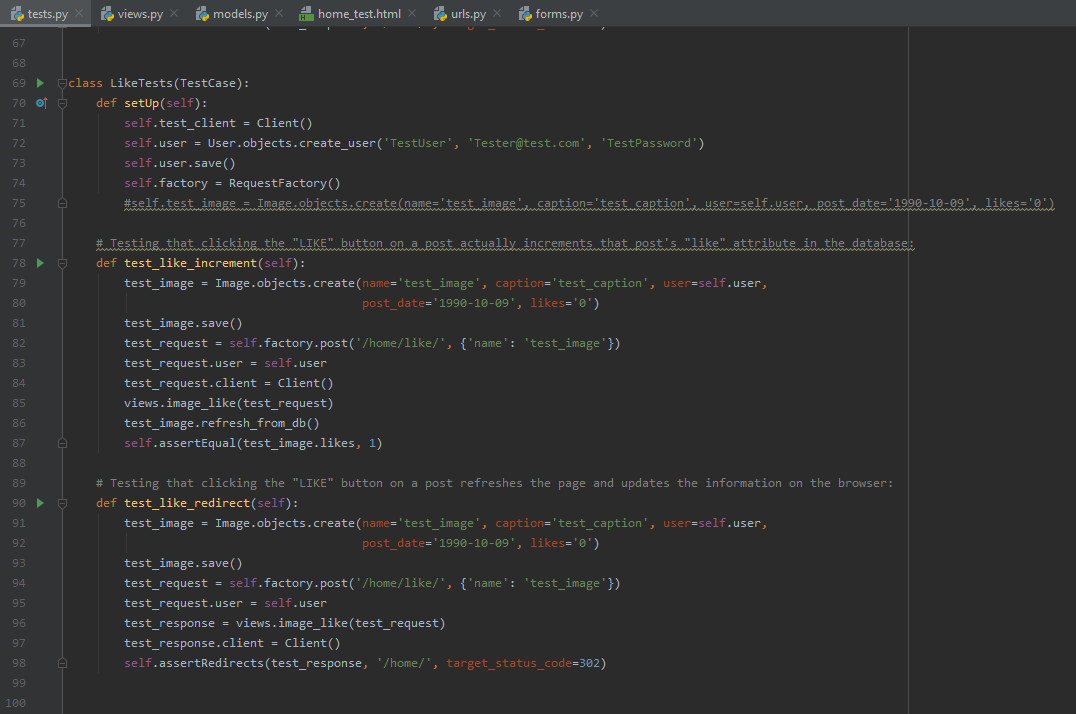 tests.py views.py models.py home_test.html urls.py forms.py
67
68
69 class LikeTests(TestCase):
70 def setUp(self):
71 self.test_client = Client()
72 self.user = User.objects.create_user('TestUser', 'Tester@test.com', 'TestPassword')
73 self.user.save()
74 self.factory = RequestFactory()
75 #self.test_image = Image.objects.create(name='test_image', caption='test_caption', user=self.user, post_date='1990-10-09', likes='0')
76
77 # Testing that clicking the "LIKE" button on a post actually increments that post's "like" attribute in the database:
78 def test_like_increment(self):
79 test_image = Image.objects.create(name='test_image', caption='test_caption', user=self.user,
80 post_date='1990-10-09', likes='0')
81 test_image.save()
82 test_request = self.factory.post('/home/like/', {'name': 'test_image'})
83 test_request.user = self.user
84 test_request.client = Client()
85 views.image_like(test_request)
86 test_image.refresh_from_db()
87 self.assertEqual(test_image.likes, 1)
88
89 # Testing that clicking the "LIKE" button on a post refreshes the page and updates the information on the browser:
90 def test_like_redirect(self):
91 test_image = Image.objects.create(name='test_image', caption='test_caption', user=self.user,
92 post_date='1990-10-09', likes='0')
93 test_image.save()
94 test_request = self.factory.post('/home/like/', {'name': 'test_image'})
95 test_request.user = self.user
96 test_response = views.image_like(test_request)
97 test_response.client = Client()
98 self.assertRedirects(test_response, '/home/', target_status_code=302)
99
100